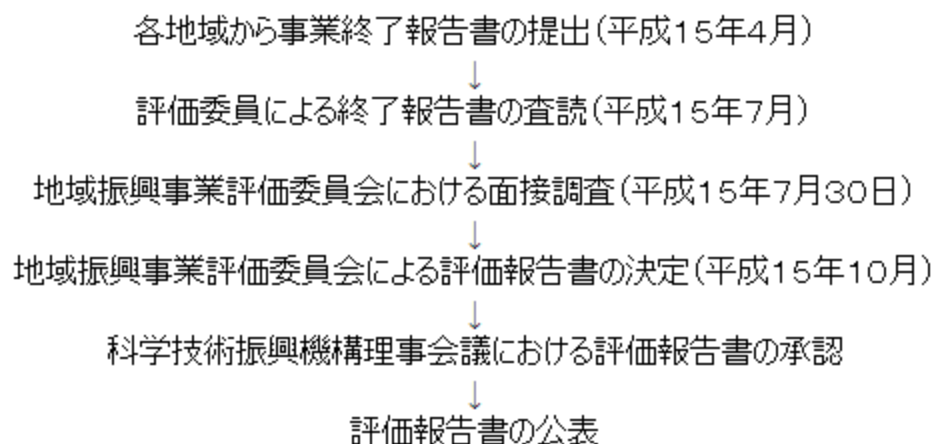 各地域から事業終了報告書の提出(平成15年4月)
↓
評価委員による終了報告書の査読(平成15年7月)
↓
地域振興事業評価委員会における面接調査(平成15年7月30日)
↓
地域振興事業評価委員会による評価報告書の決定(平成15年10月)
↓
科学技術振興機構理事会議における評価報告書の承認
↓
評価報告書の公表